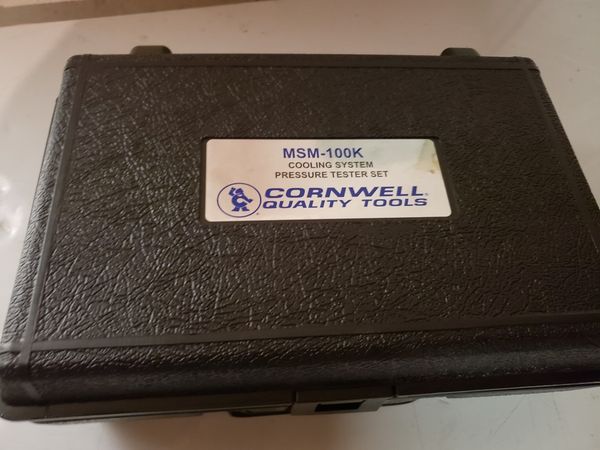 MSM-100K
COOLING SYSTEM
PRESSURE TESTER SET
CORNWELL®
QUALITY TOOLS